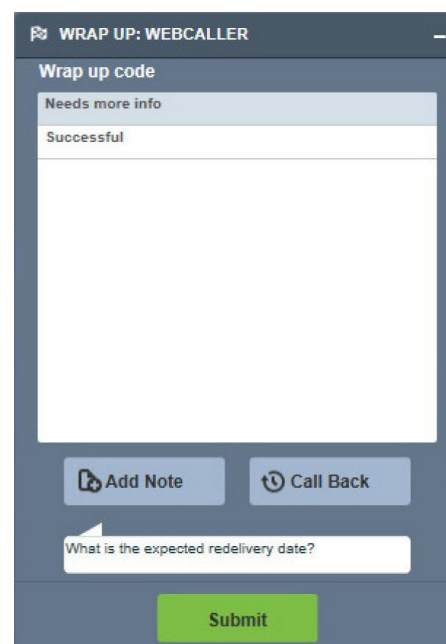 WRAP UP: WEBCALLER
Wrap up code
Needs more info
Successful
Add Note
Call Back
What is the expected redelivery date?
Submit